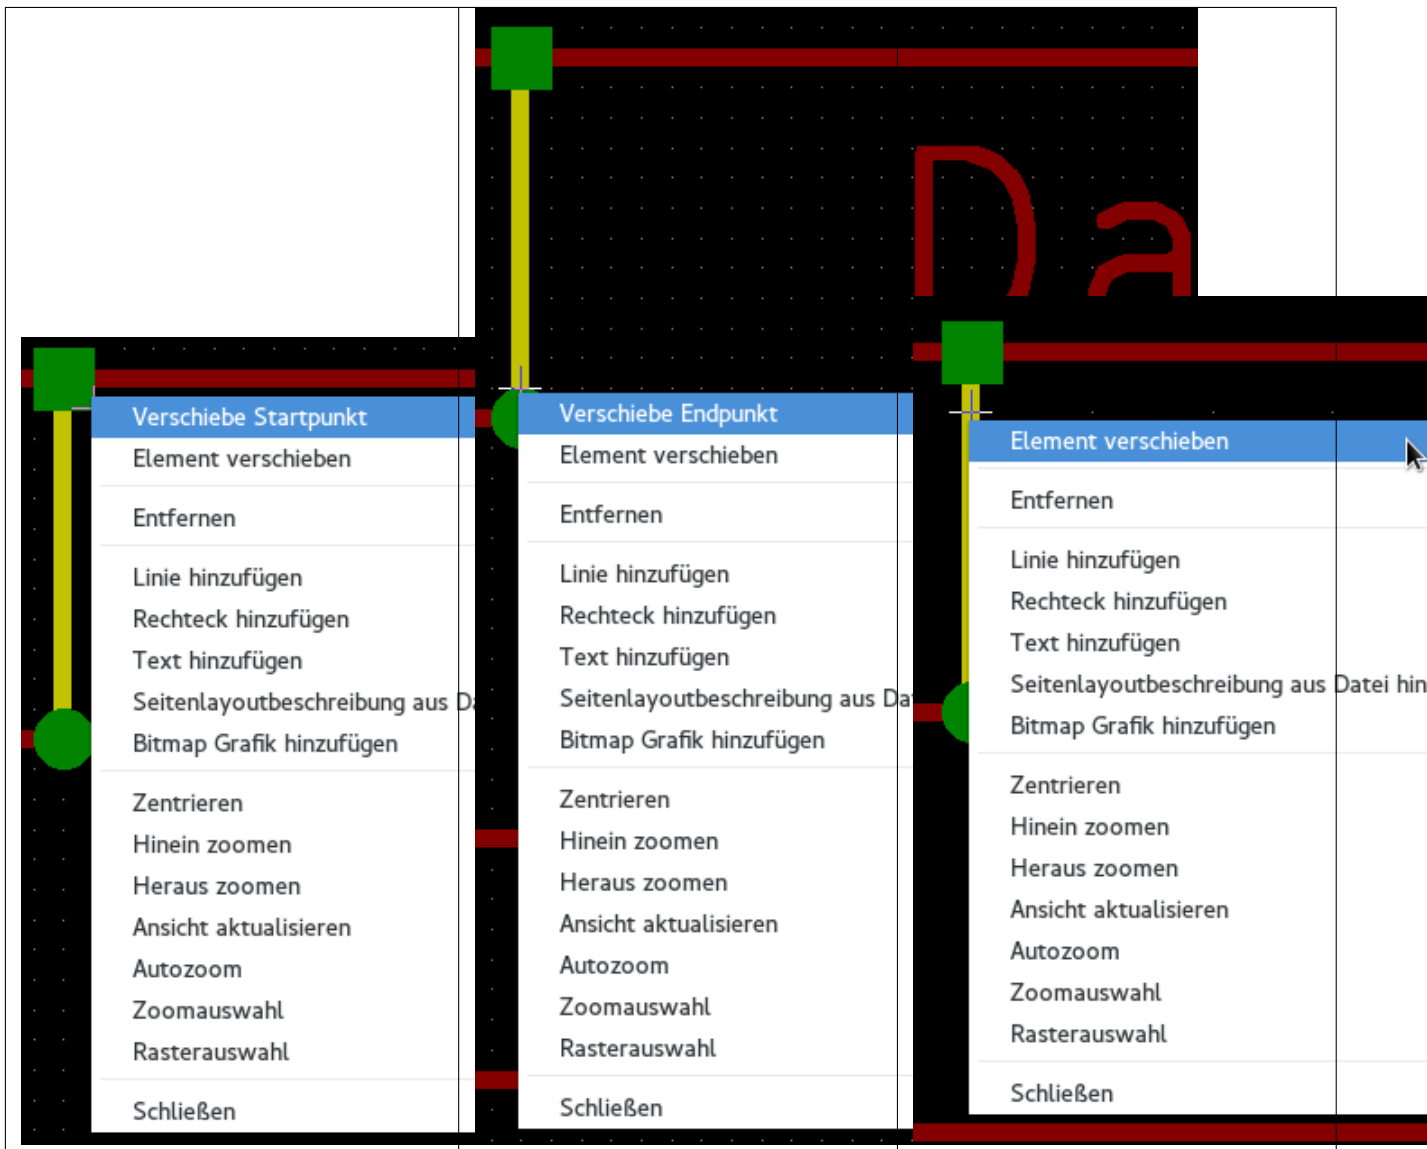 Da
Verschiebe Startpunkt
Element verschieben
Entfernen
Linie hinzufügen
Rechteck hinzufügen
Text hinzufügen
Seitenlayoutbeschreibung aus Da
Bitmap Grafik hinzufügen
Zentrieren
Hinein zoomen
Heraus zoomen
Ansicht aktualisieren
Autozoom
Zoomauswahl
Rasterauswahl
Schließen
Verschiebe Endpunkt
Element verschieben
Entfernen
Linie hinzufügen
Rechteck hinzufügen
Text hinzufügen
Seitenlayoutbeschreibung aus Dat
Bitmap Grafik hinzufügen
Zentrieren
Hinein zoomen
Heraus zoomen
Ansicht aktualisieren
Autozoom
Zoomauswahl
Rasterauswahl
Schließen
Element verschieben
Entfernen
Linie hinzufügen
Rechteck hinzufügen
Text hinzufügen
Seitenlayoutbeschreibung aus Datei hin
Bitmap Grafik hinzufügen
Zentrieren
Hinein zoomen
Heraus zoomen
Ansicht aktualisieren
Autozoom
Zoomauswahl
Rasterauswahl
Schließen